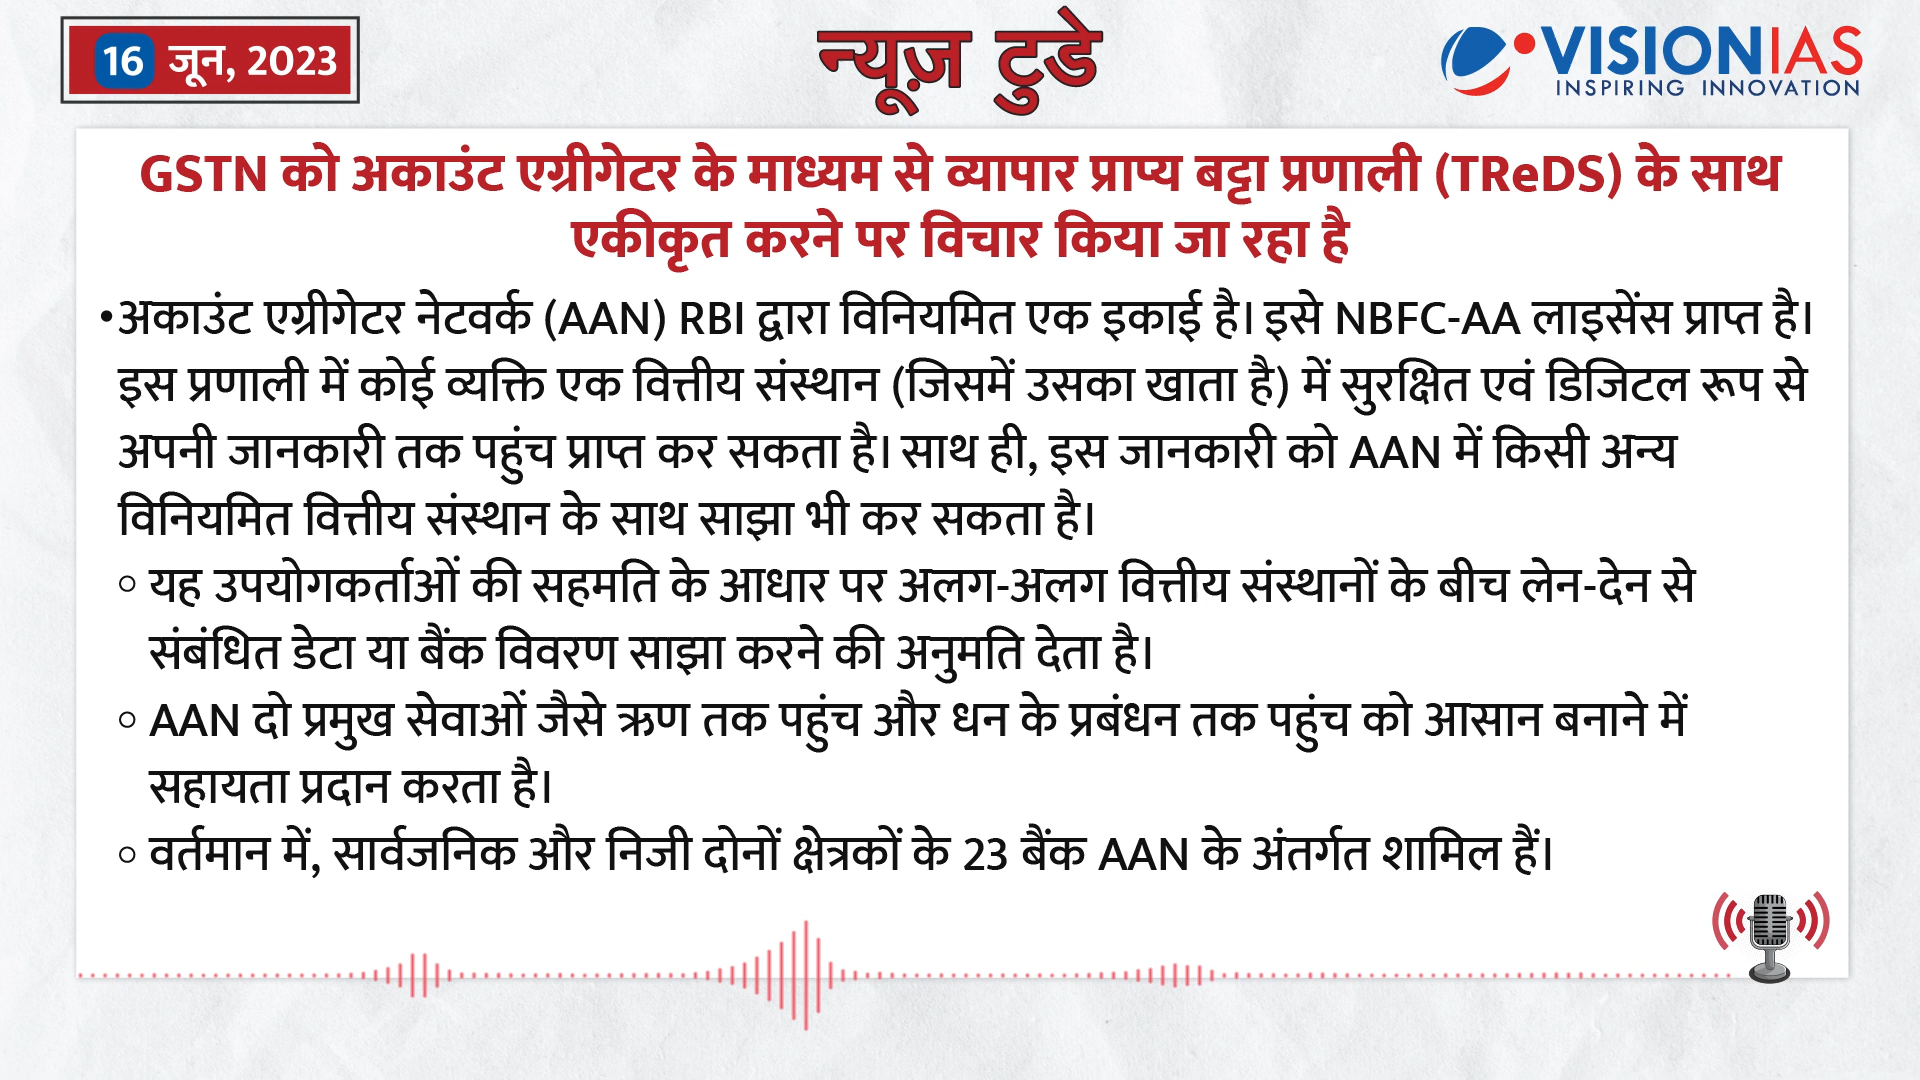 16 जून, 2023
न्यूज़ टुडे
VISIONIAS
INSPIRING INNOVATION
GSTN को अकाउंट एग्रीगेटर के माध्यम से व्यापार प्राप्य बट्टा प्रणाली (TReDS) के साथ
एकीकृत करने पर विचार किया जा रहा है
•अकाउंट एग्रीगेटर नेटवर्क (AAN) RBI द्वारा विनियमित एक इकाई है। इसे NBFC-AA लाइसेंस प्राप्त है।
इस प्रणाली में कोई व्यक्ति एक वित्तीय संस्थान (जिसमें उसका खाता है) में सुरक्षित एवं डिजिटल रूप से
अपनी जानकारी तक पहुंच प्राप्त कर सकता है। साथ ही, इस जानकारी को AAN में किसी अन्य
विनियमित वित्तीय संस्थान के साथ साझा भी कर सकता है।
○ यह उपयोगकर्ताओं की सहमति के आधार पर अलग-अलग वित्तीय संस्थानों के बीच लेन-देन से
संबंधित डेटा या बैंक विवरण साझा करने की अनुमति देता है।
○ AAN दो प्रमुख सेवाओं जैसे ऋण तक पहुंच और धन के प्रबंधन तक पहुंच को आसान बनाने में
सहायता प्रदान करता है।
○ वर्तमान में, सार्वजनिक और निजी दोनों क्षेत्रकों के 23 बैंक AAN के अंतर्गत शामिल हैं।